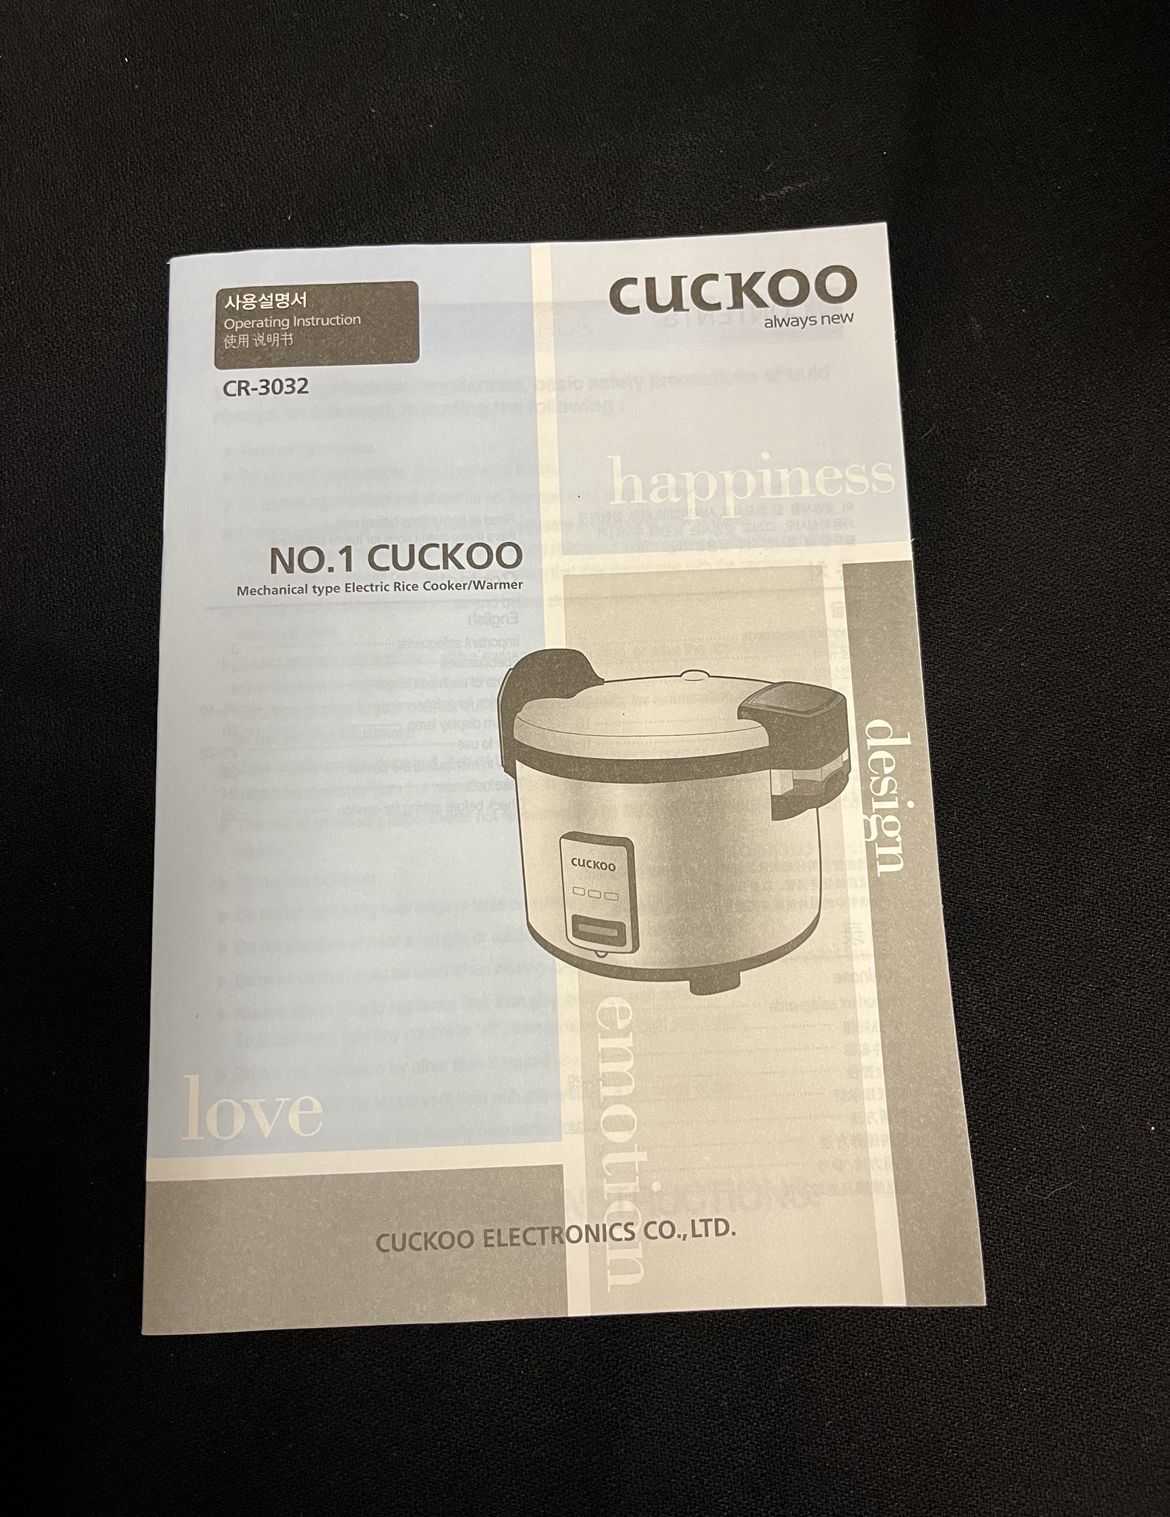 사용설명서
Operating Instruction
使用 说明书
CR-3032
CUCKOO
always new
happiness
NO.1 CUCKOO
Mechanical type Electric Rice Cooker/Warmer
design
CUCKOO
love
emotion
CUCKOO ELECTRONICS CO.,LTD.